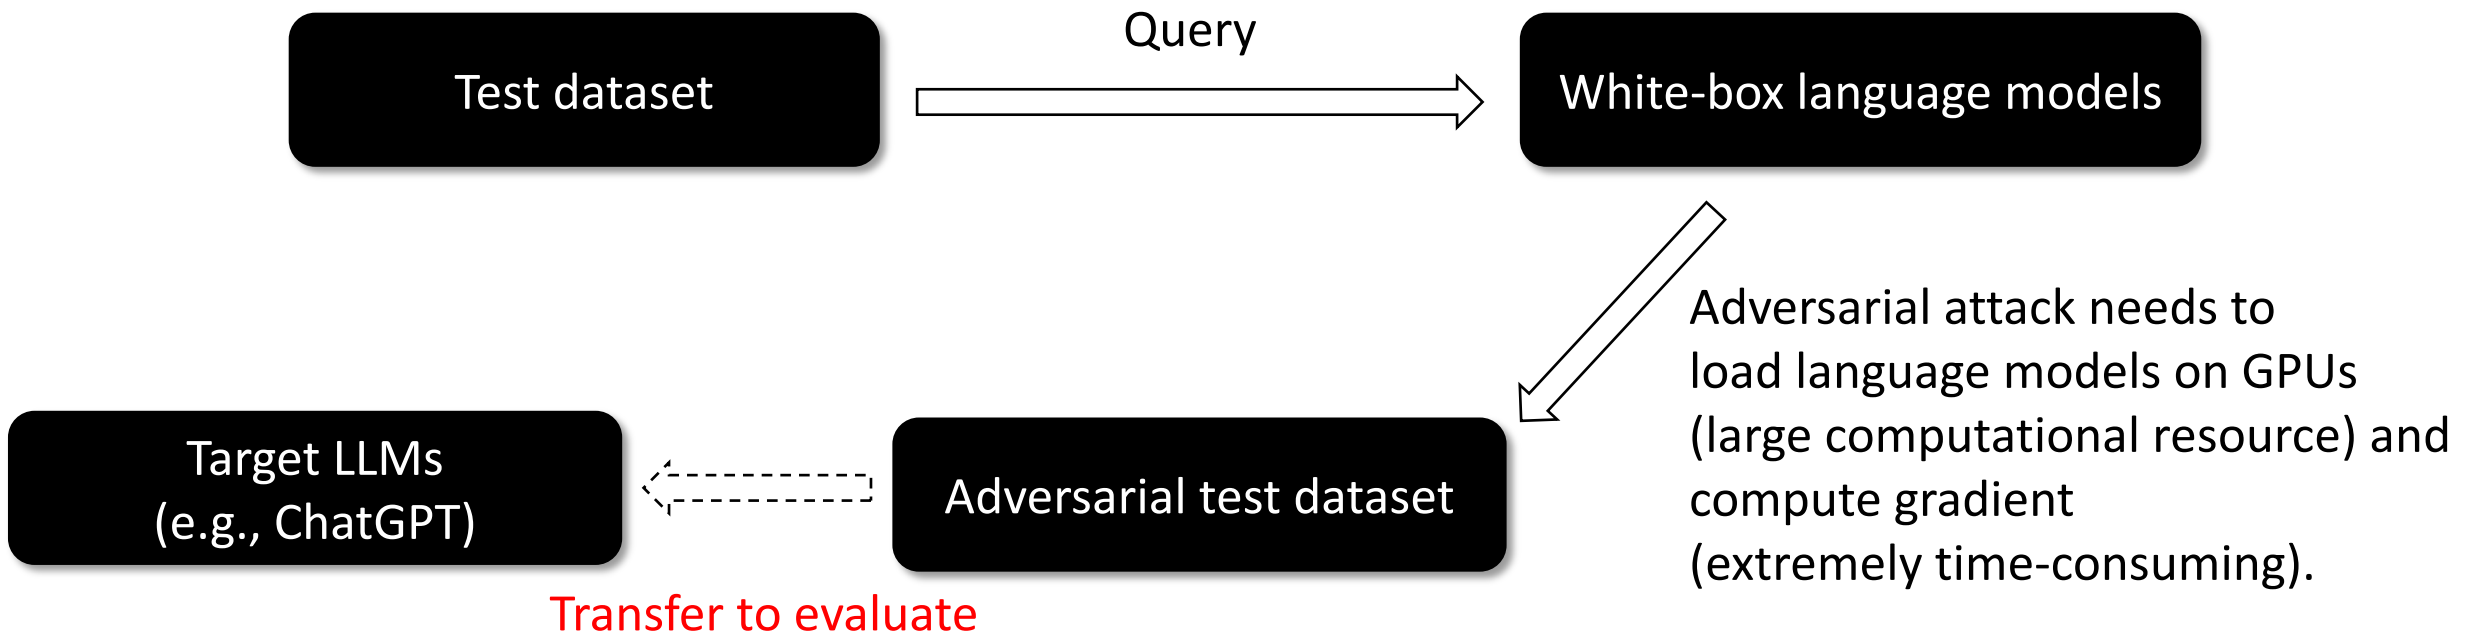 Query
Test dataset
White-box language models
Adversarial attack needs to
load language models on GPUs
(large computational resource) and
compute gradient
(extremely time-consuming).
Target LLMs
(e.g., ChatGPT)
Adversarial test dataset
Transfer to evaluate